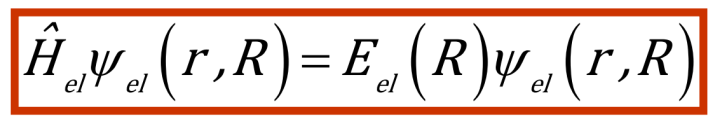 Ĥ_el ψ_el (r,R) = E_el (R) ψ_el (r,R)